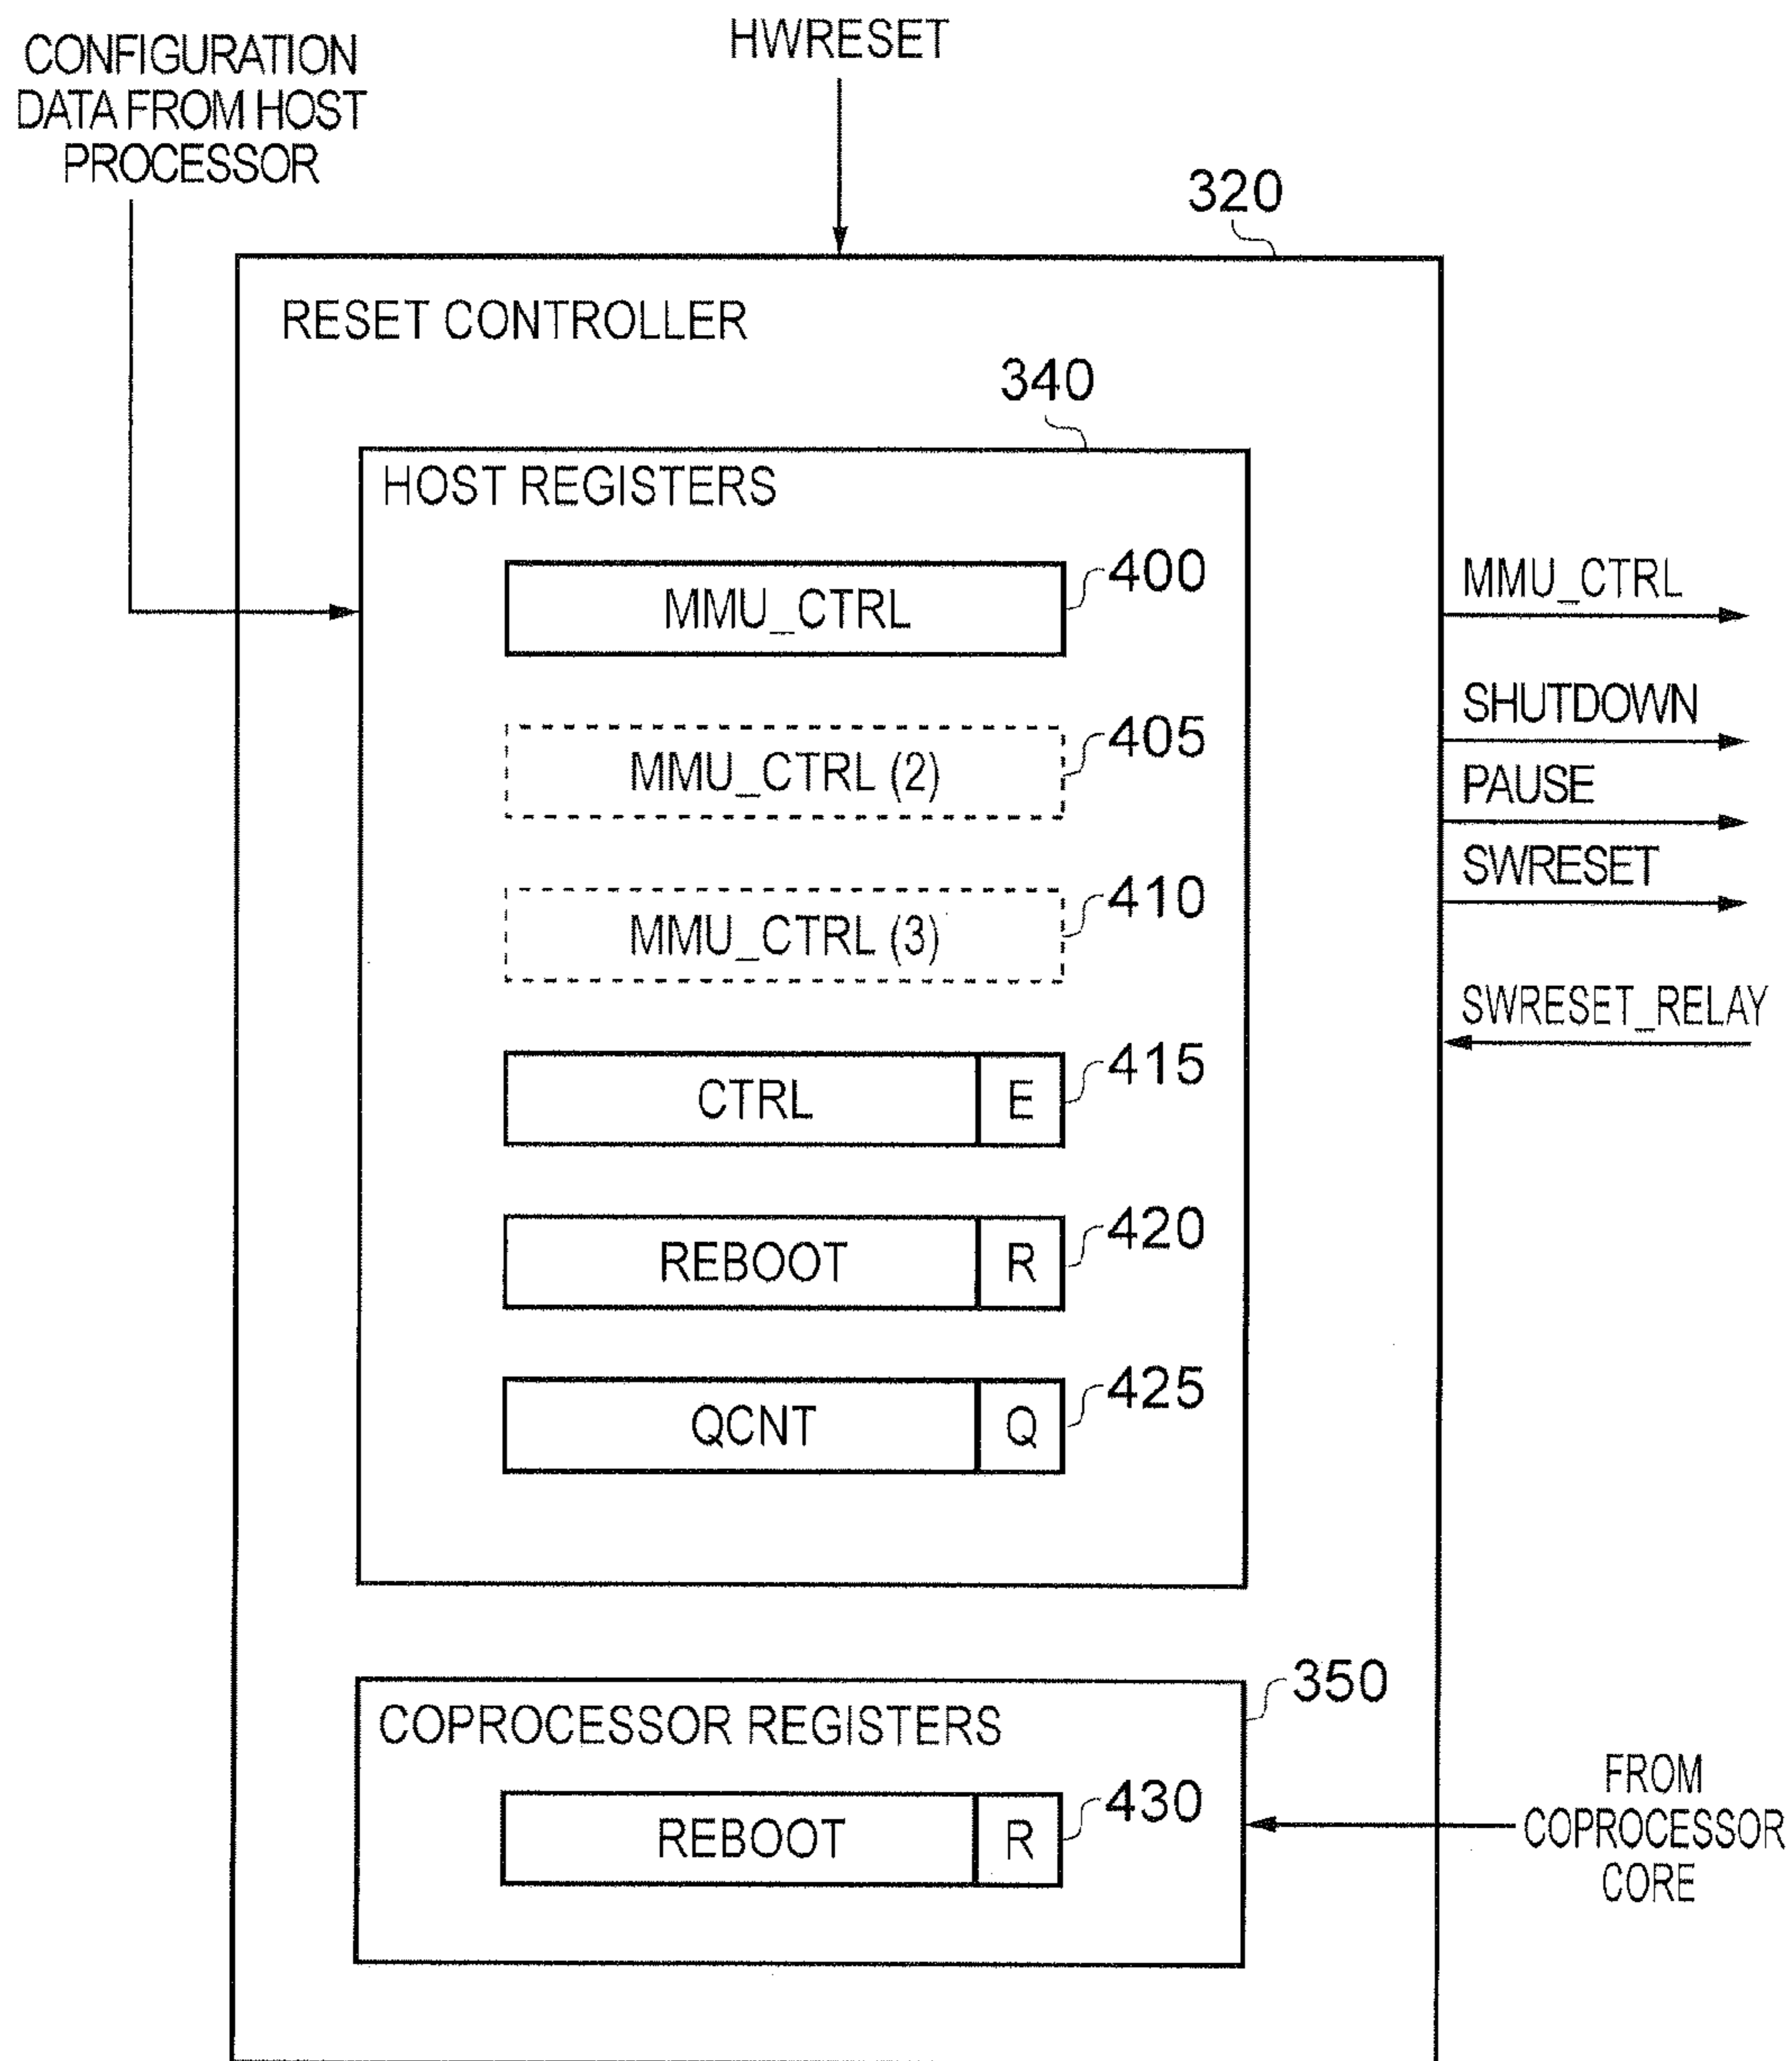 CONFIGURATION
DATA FROM HOST
PROCESSOR
HWRESET
320
RESET CONTROLLER
340
HOST REGISTERS
MMU_CTRL
400
MMU_CTRL (2)
405
MMU_CTRL (3)
410
CTRL E
415
REBOOT R
420
QCNT Q
425
MMU_CTRL
SHUTDOWN
PAUSE
SWRESET
SWRESET_RELAY
350
COPROCESSOR REGISTERS
REBOOT R
430
FROM
COPROCESSOR
CORE